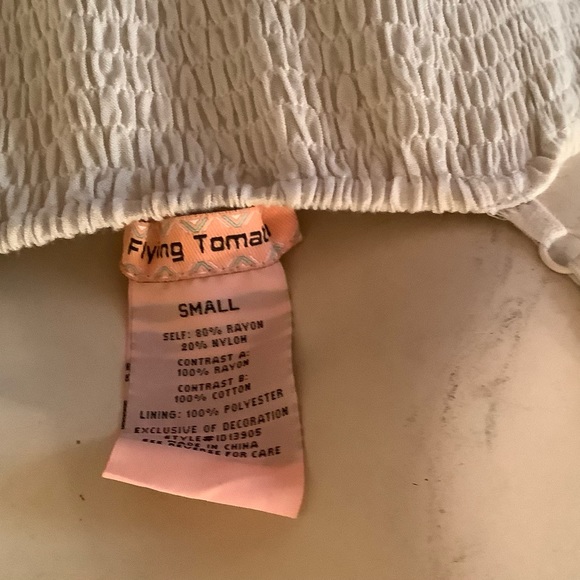 Flying Tomat
SMALL
SELF: 80% RAYON
20% NYLON
CONTRAST A:
100% RAYON
CONTRAST B:
100% COTTON
LINING: 100% POLYESTER
EXCLUSIVE OF DECORATION
STYLE# ID13905
MADE IN CHINA
SEE REVERSE FOR CARE